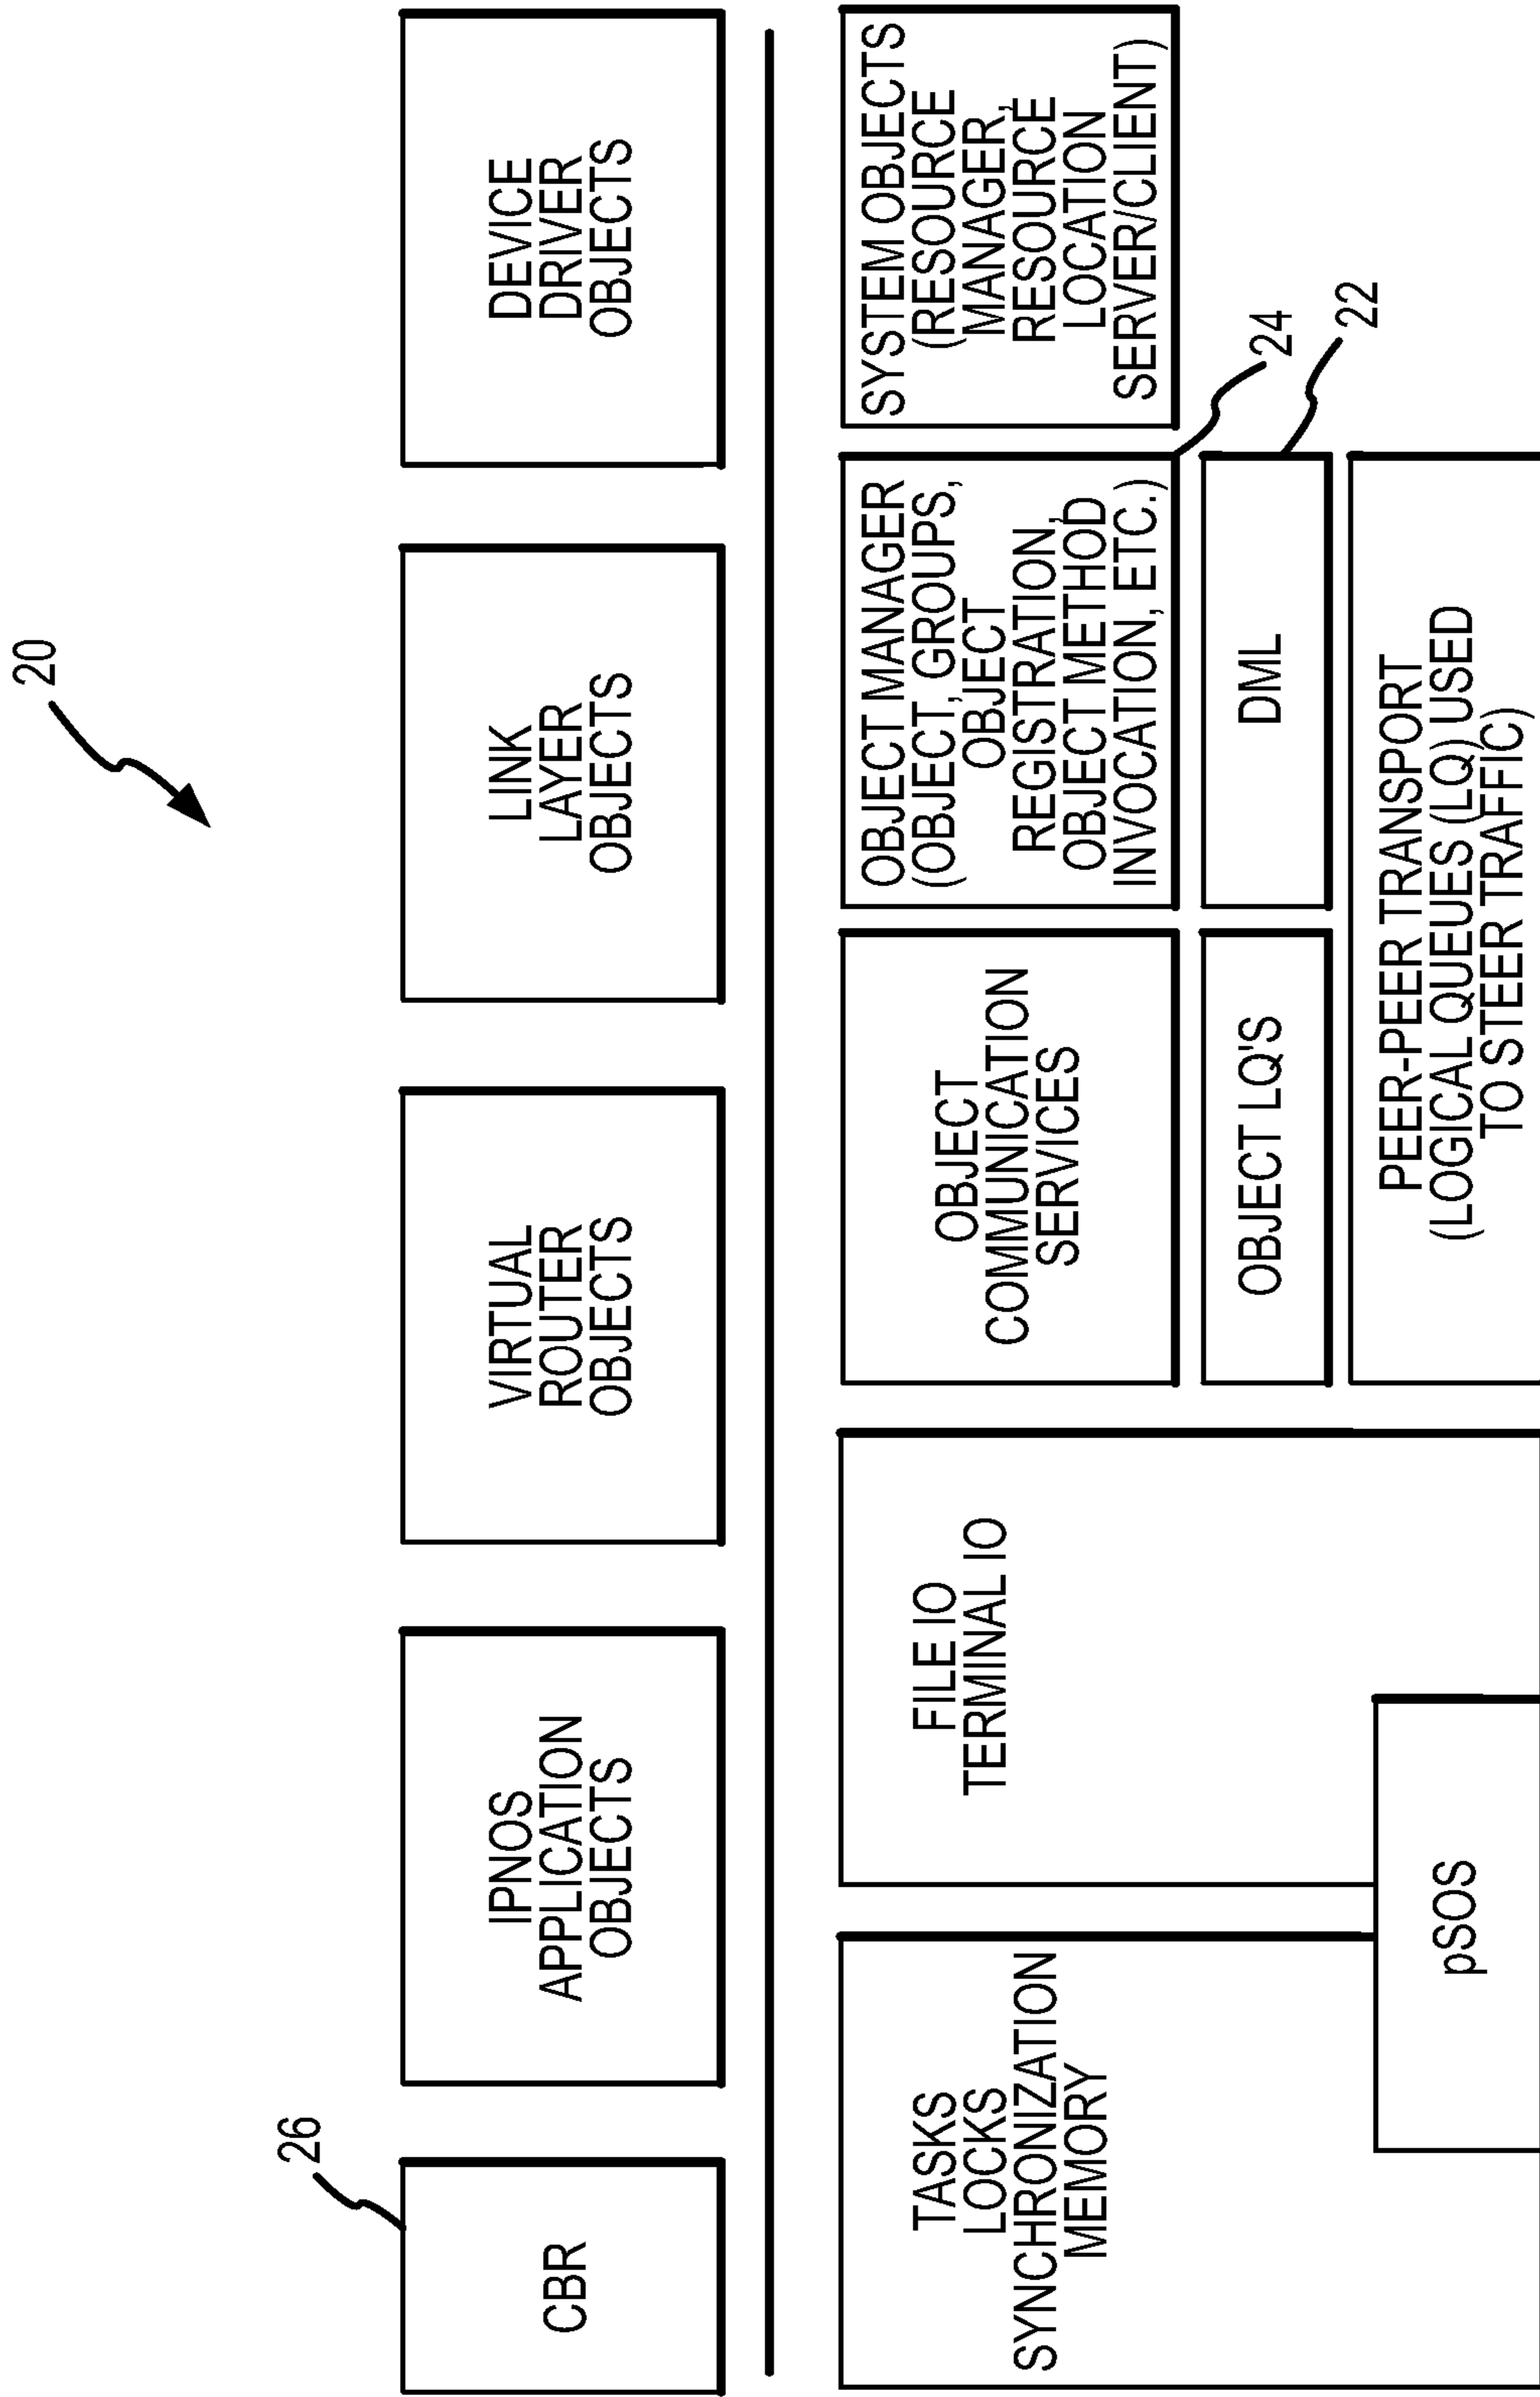 20
26
CBR
IPNOS
APPLICATION
OBJECTS
VIRTUAL
ROUTER
OBJECTS
LINK
LAYER
OBJECTS
DEVICE
DRIVER
OBJECTS
TASKS
LOCKS
SYNCHRONIZATION
MEMORY
FILE IO
TERMINAL IO
pSOS
OBJECT
COMMUNICATION
SERVICES
OBJECT MANAGER
(OBJECT, GROUPS,
OBJECT
REGISTRATION,
OBJECT METHOD
INVOCATION, ETC.)
SYSTEM OBJECTS
(RESOURCE
MANAGER,
RESOURCE
LOCATION
SERVER/CLIENT)
24
OBJECT LQ'S
DML
22
PEER-PEER TRANSPORT
(LOGICAL QUEUES (LQ) USED
TO STEER TRAFFIC)